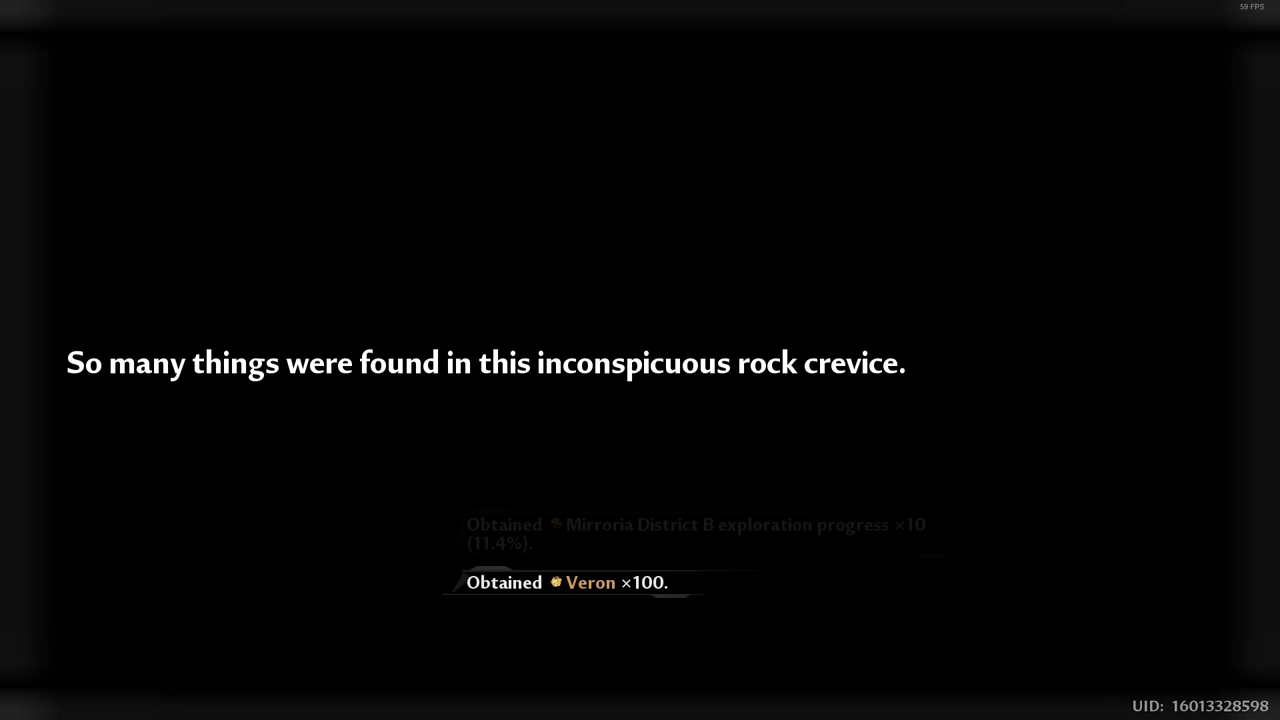 59 FPS
So many things were found in this inconspicuous rock crevice.
Obtained Mirroria District B exploration progress ×10
(11.4%).
Obtained Veron ×100.
UID: 16013328598